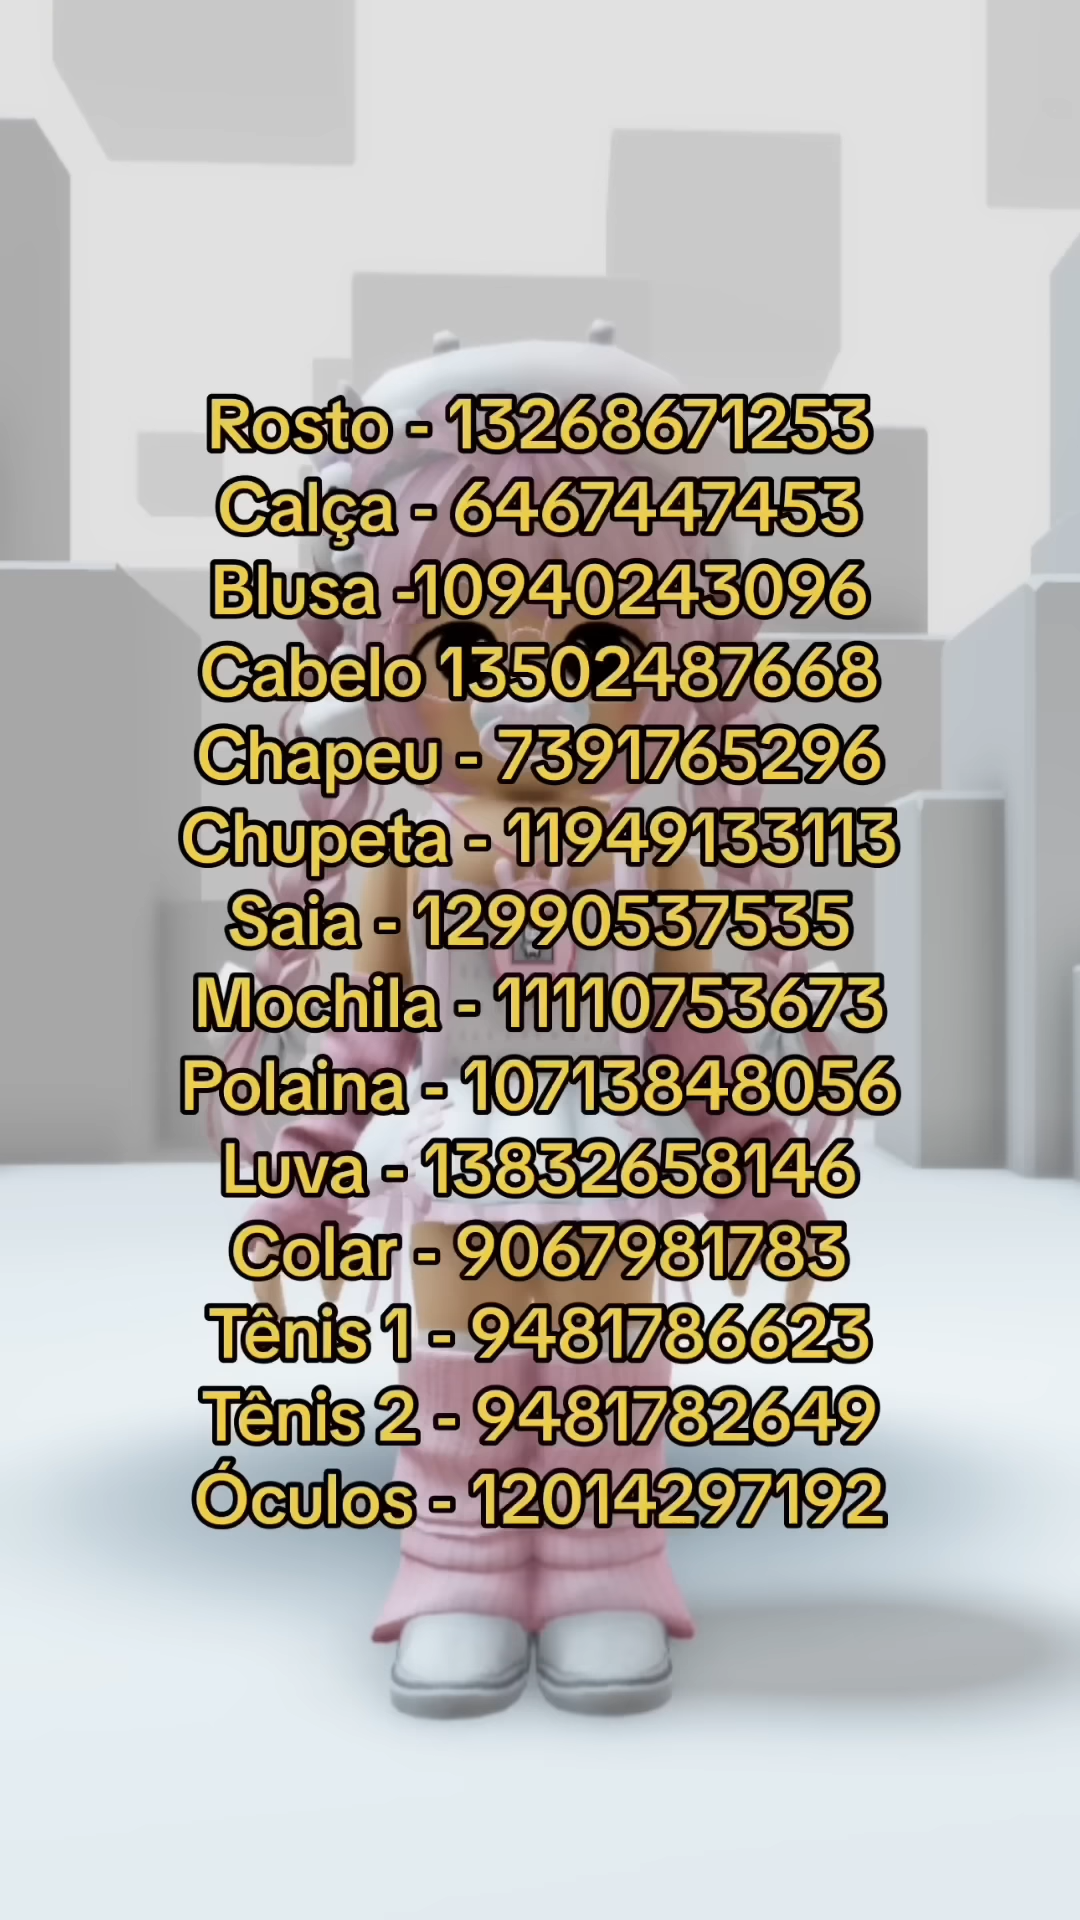 Rosto - 13268671253
Calça - 6467447453
Blusa -10940243096
Cabelo 13502487668
Chapeu - 7391765296
Chupeta - 11949133113
Saia - 12990537535
Mochila - 11110753673
Polaina - 10713848056
Luva - 13832658146
Colar - 9067981783
Tênis 1 - 9481786623
Tênis 2 - 9481782649
Óculos - 12014297192